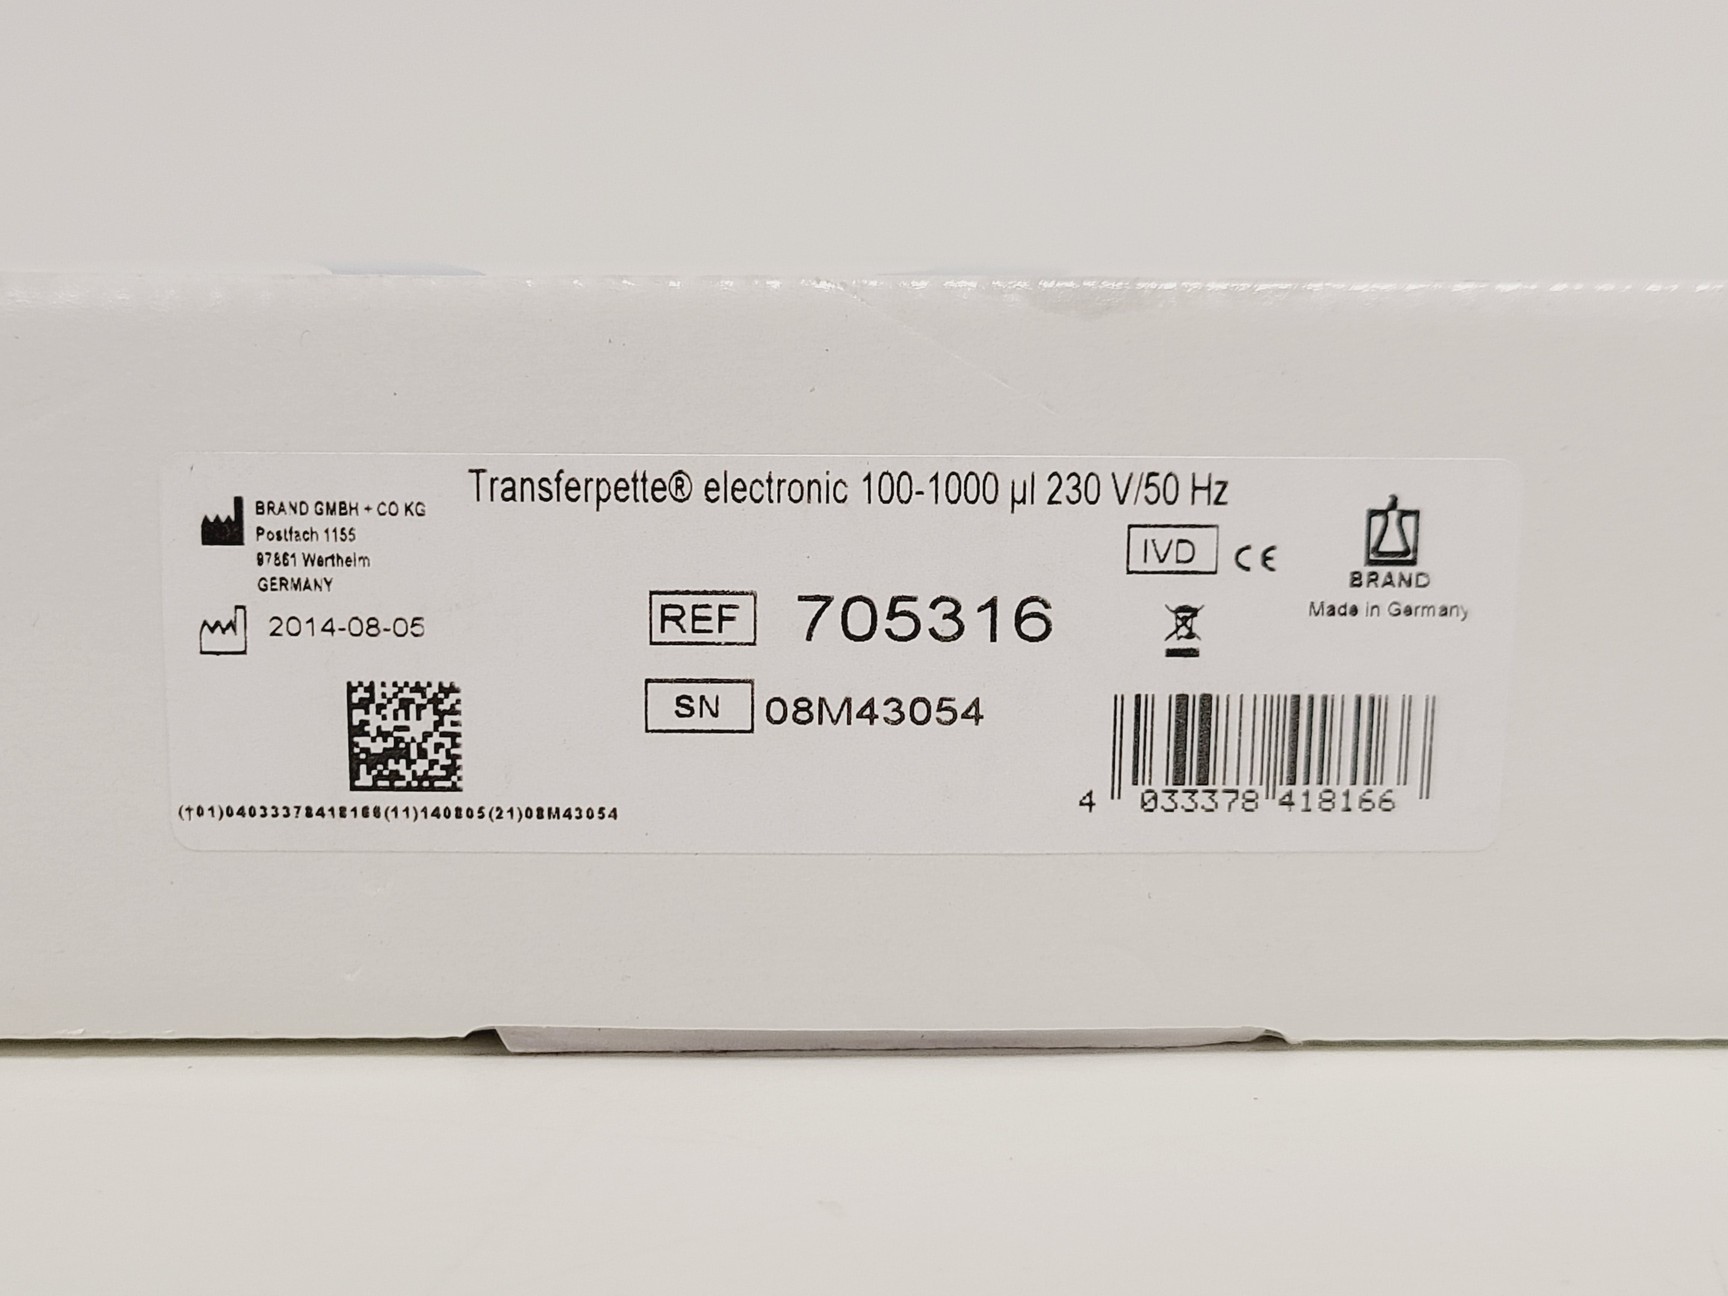 Transferpette® electronic 100-1000 µl 230 V/50 Hz
BRAND GMBH + CO KG
Postfach 1155
97861 Wertheim
GERMANY
2014-08-05
REF 705316
SN 08M43054
IVD CE
BRAND
Made in Germany
(†01)04033378418166(11)140805(21)08M43054
4 033378 418166